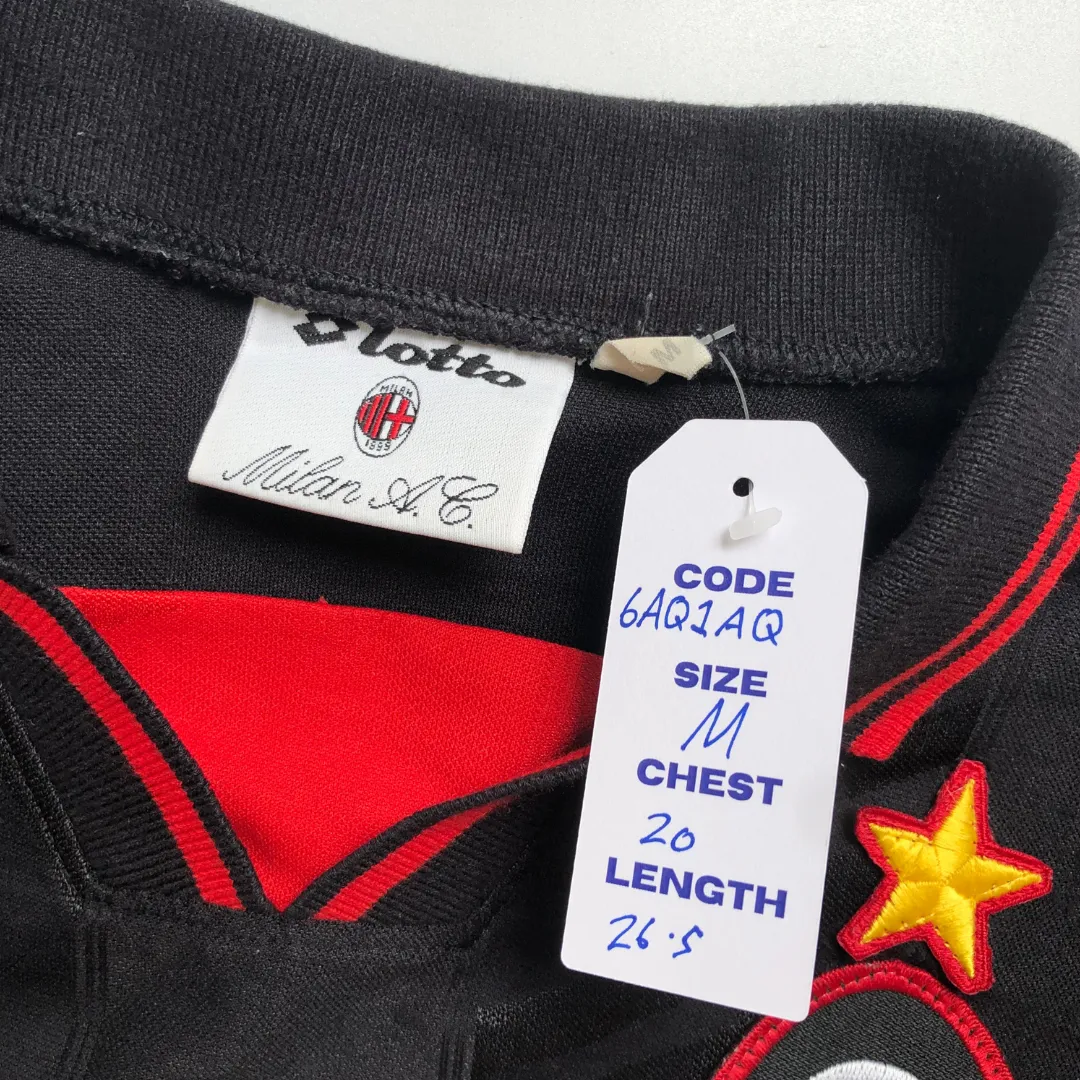 lotto
MILAN
1899
Milan A.C.
M
CODE
6AQ1AQ
SIZE
M
CHEST
20
LENGTH
26.5